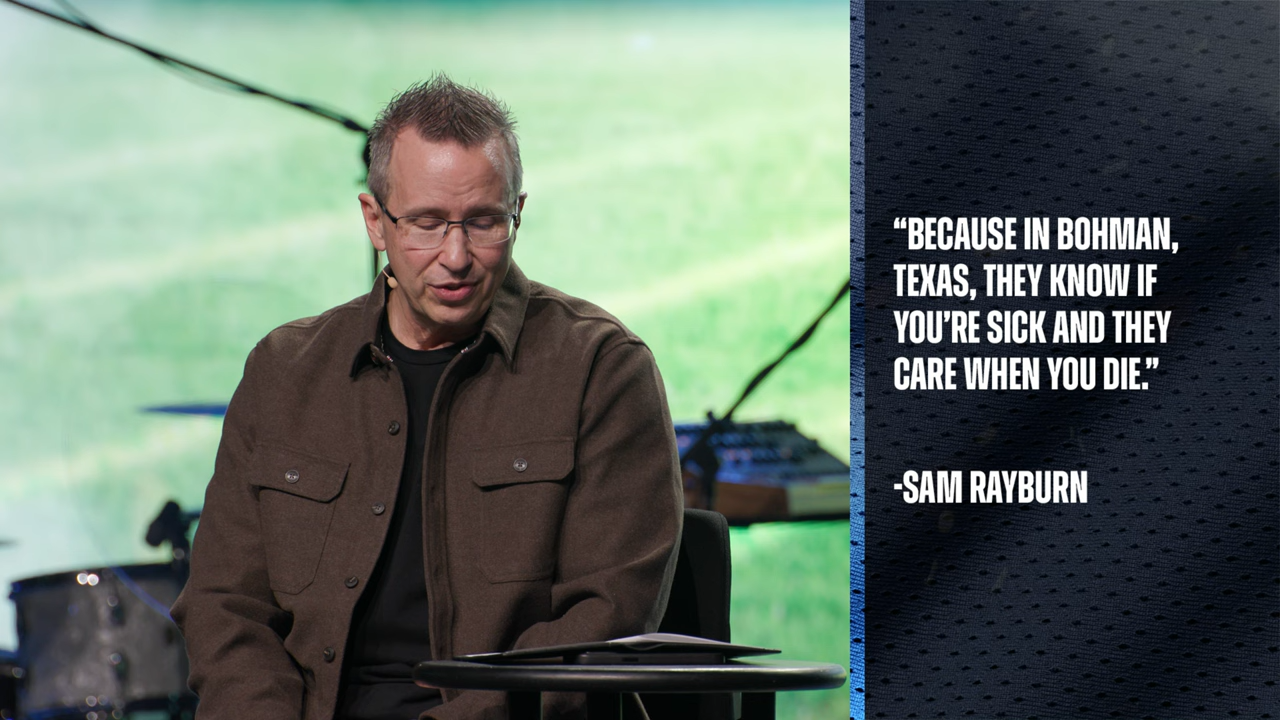 “BECAUSE IN BOHMAN,
TEXAS, THEY KNOW IF
YOU’RE SICK AND THEY
CARE WHEN YOU DIE.”
-SAM RAYBURN